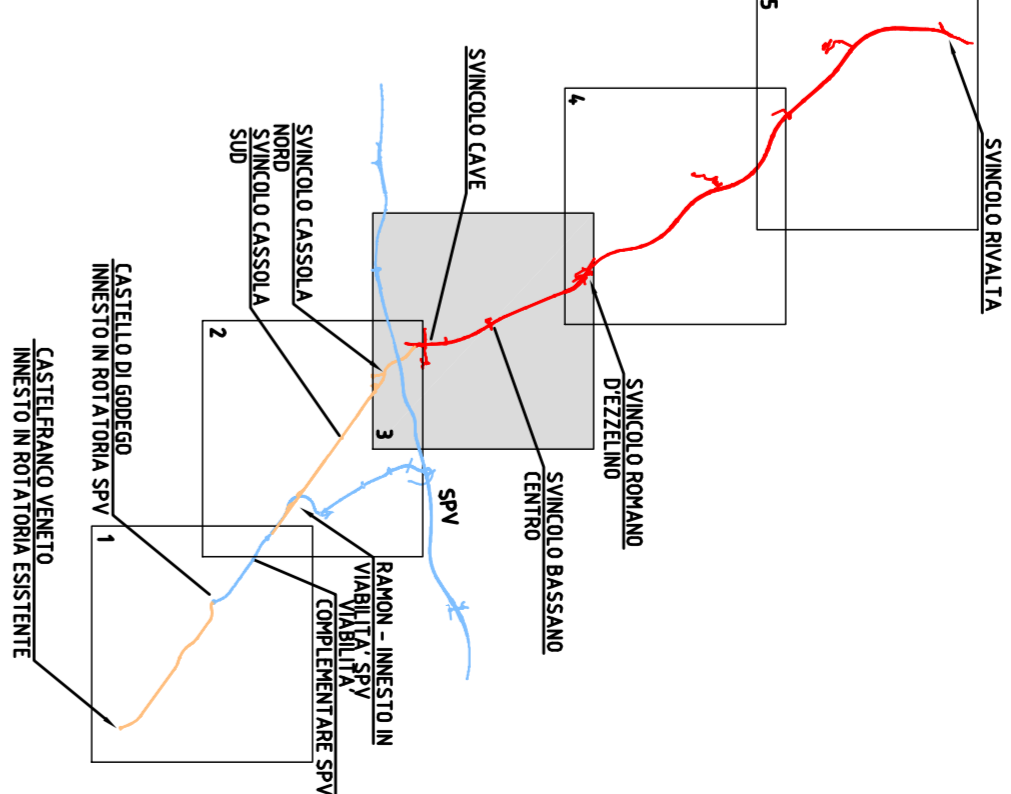 5
SVINCOLO RIVALTA
4
SVINCOLO CAVE
SVINCOLO CASSOLA
NORD
SVINCOLO CASSOLA
SUD
3
SVINCOLO ROMANO
D'EZZELINO
SVINCOLO BASSANO
CENTRO
SPV
2
CASTELLO DI GODEGO
INNESTO IN ROTATORIA SPV
RAMON - INNESTO IN
VIABILITA' SPV
VIABILITA'
COMPLEMENTARE SPV
1
CASTELFRANCO VENETO
INNESTO IN ROTATORIA ESISTENTE